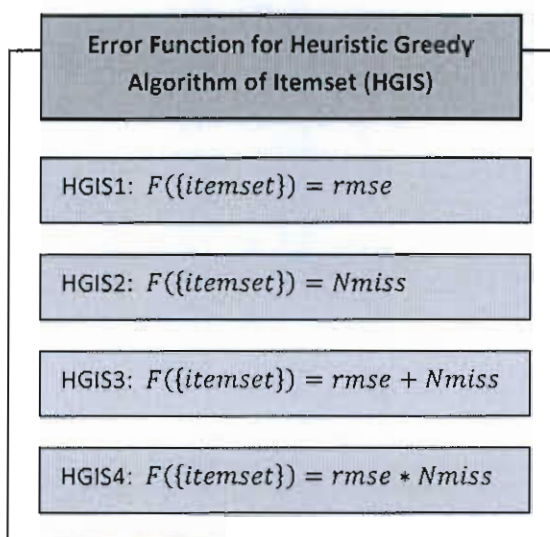 Error Function for Heuristic Greedy
Algorithm of Itemset (HGIS)
HGIS1: F({itemset}) = rmse
HGIS2: F({itemset}) = Nmiss
HGIS3: F({itemset}) = rmse + Nmiss
HGIS4: F({itemset}) = rmse * Nmiss